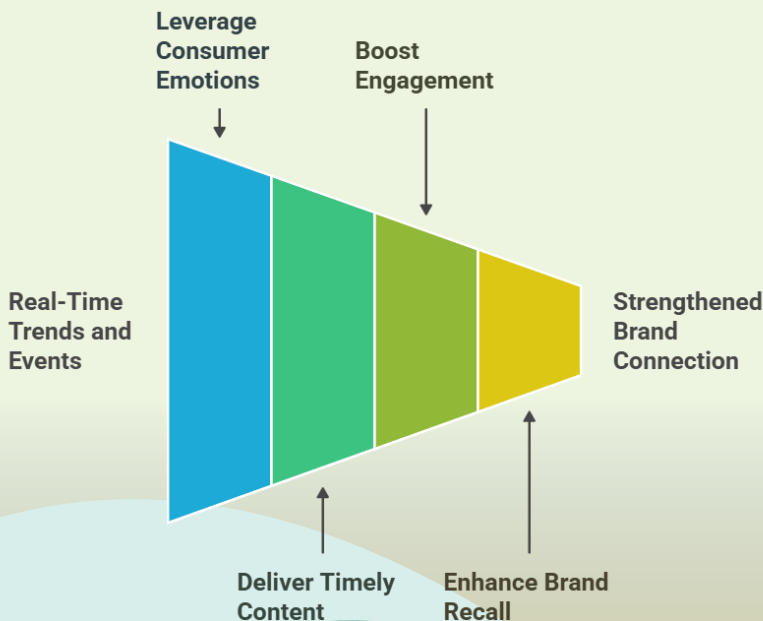 Leverage
Consumer
Emotions
Boost
Engagement
Real-Time
Trends and
Events
Strengthened
Brand
Connection
Deliver Timely
Content
Enhance Brand
Recall